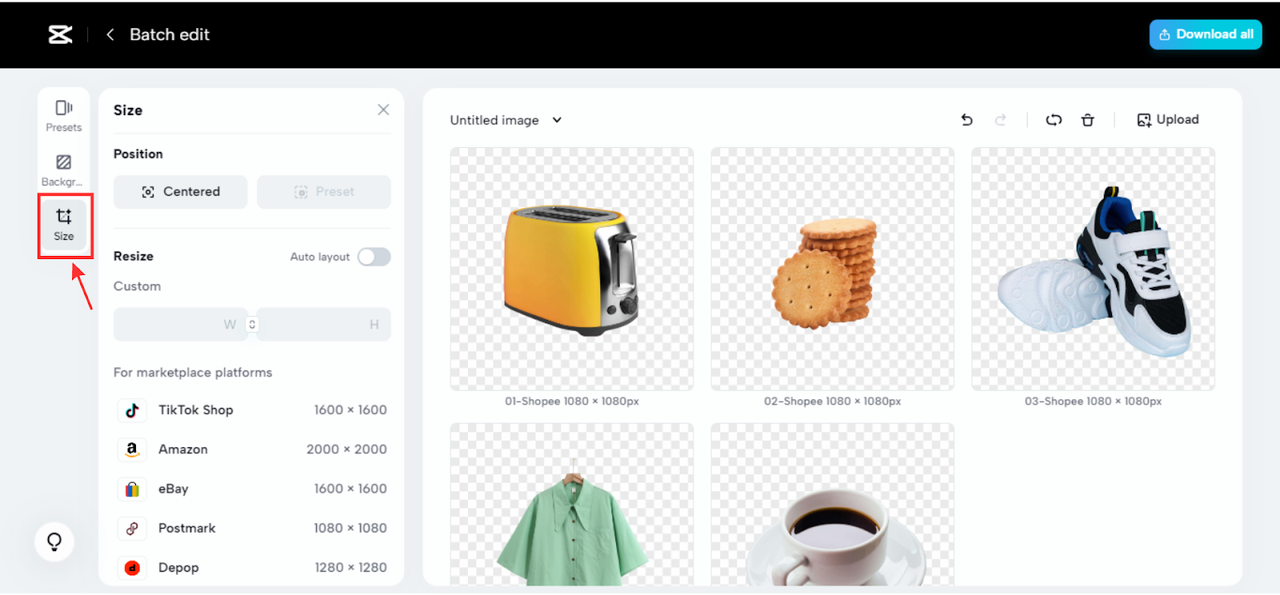 Batch edit
Download all
Presets
Backgr...
Size
Size
Position
Centered
Preset
Resize
Auto layout
Custom
W
H
For marketplace platforms
TikTok Shop 1600 × 1600
Amazon 2000 × 2000
eBay 1600 × 1600
Postmark 1080 × 1080
Depop 1280 × 1280
Untitled image
Upload
01-Shopee 1080 × 1080px
02-Shopee 1080 × 1080px
03-Shopee 1080 × 1080px